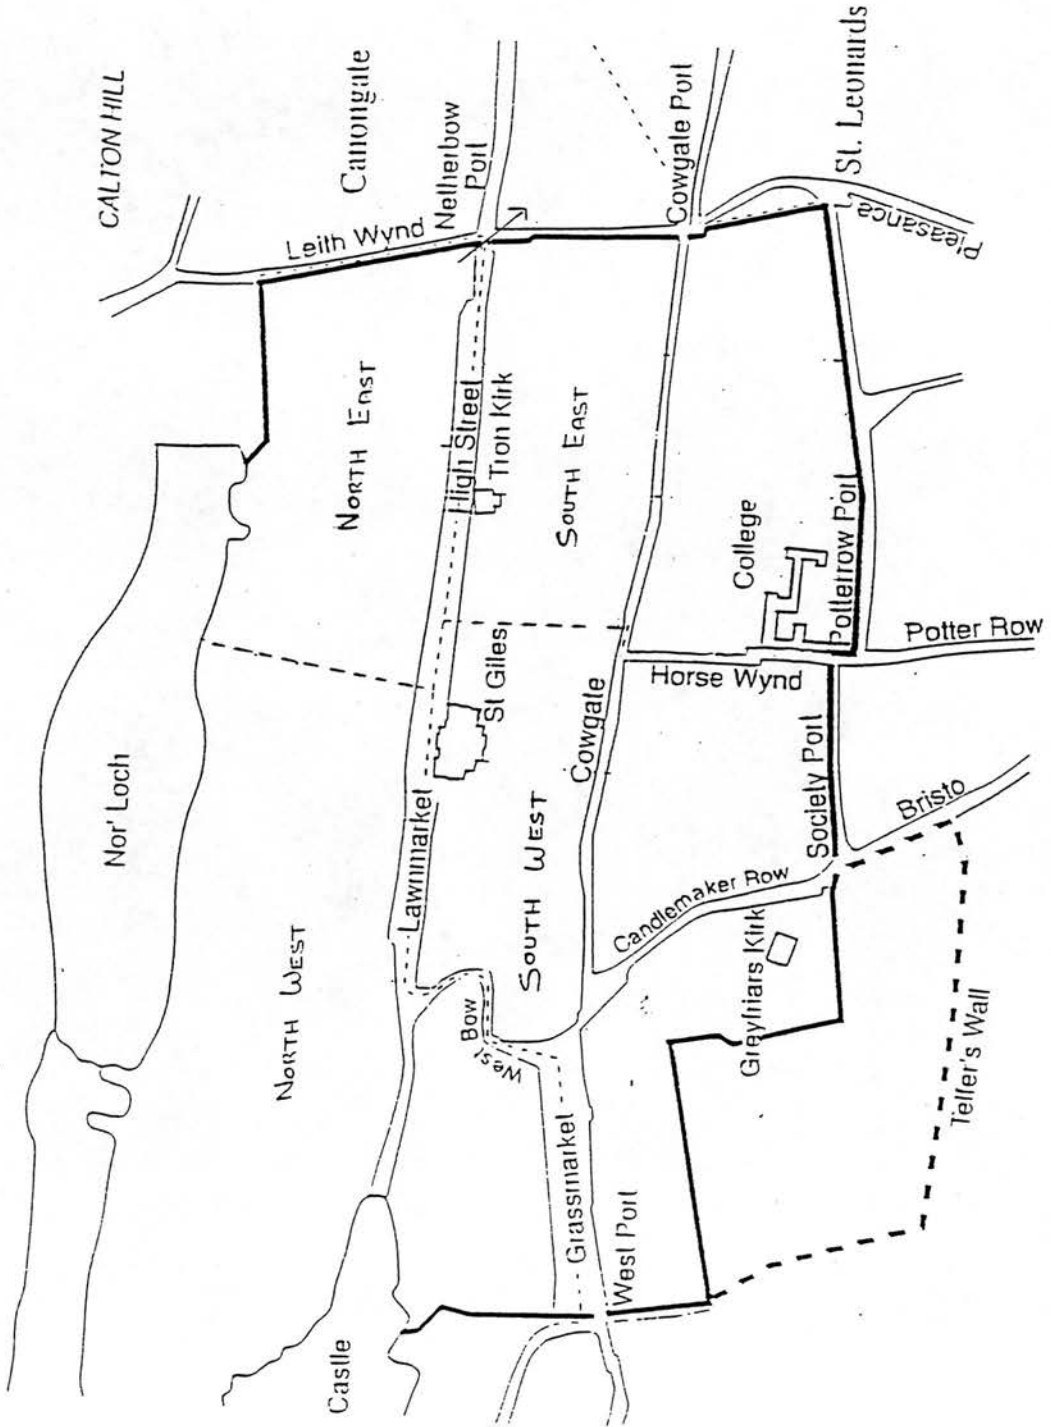 CALTON HILL
Canongate
Leith Wynd
Netherbow
Port
Cowgate Port
St. Leonards
Pleasance
Nor' Loch
NORTH EAST
High Street
Tron Kirk
SOUTH EAST
College
Potterrow Port
Potter Row
Horse Wynd
St Giles
Cowgate
Society Port
Bristo
Lawnmarket
SOUTH WEST
Candlemaker Row
Greyfriars Kirk
NORTH WEST
West
Bow
Telfer's Wall
Grassmarket
West Port
Castle